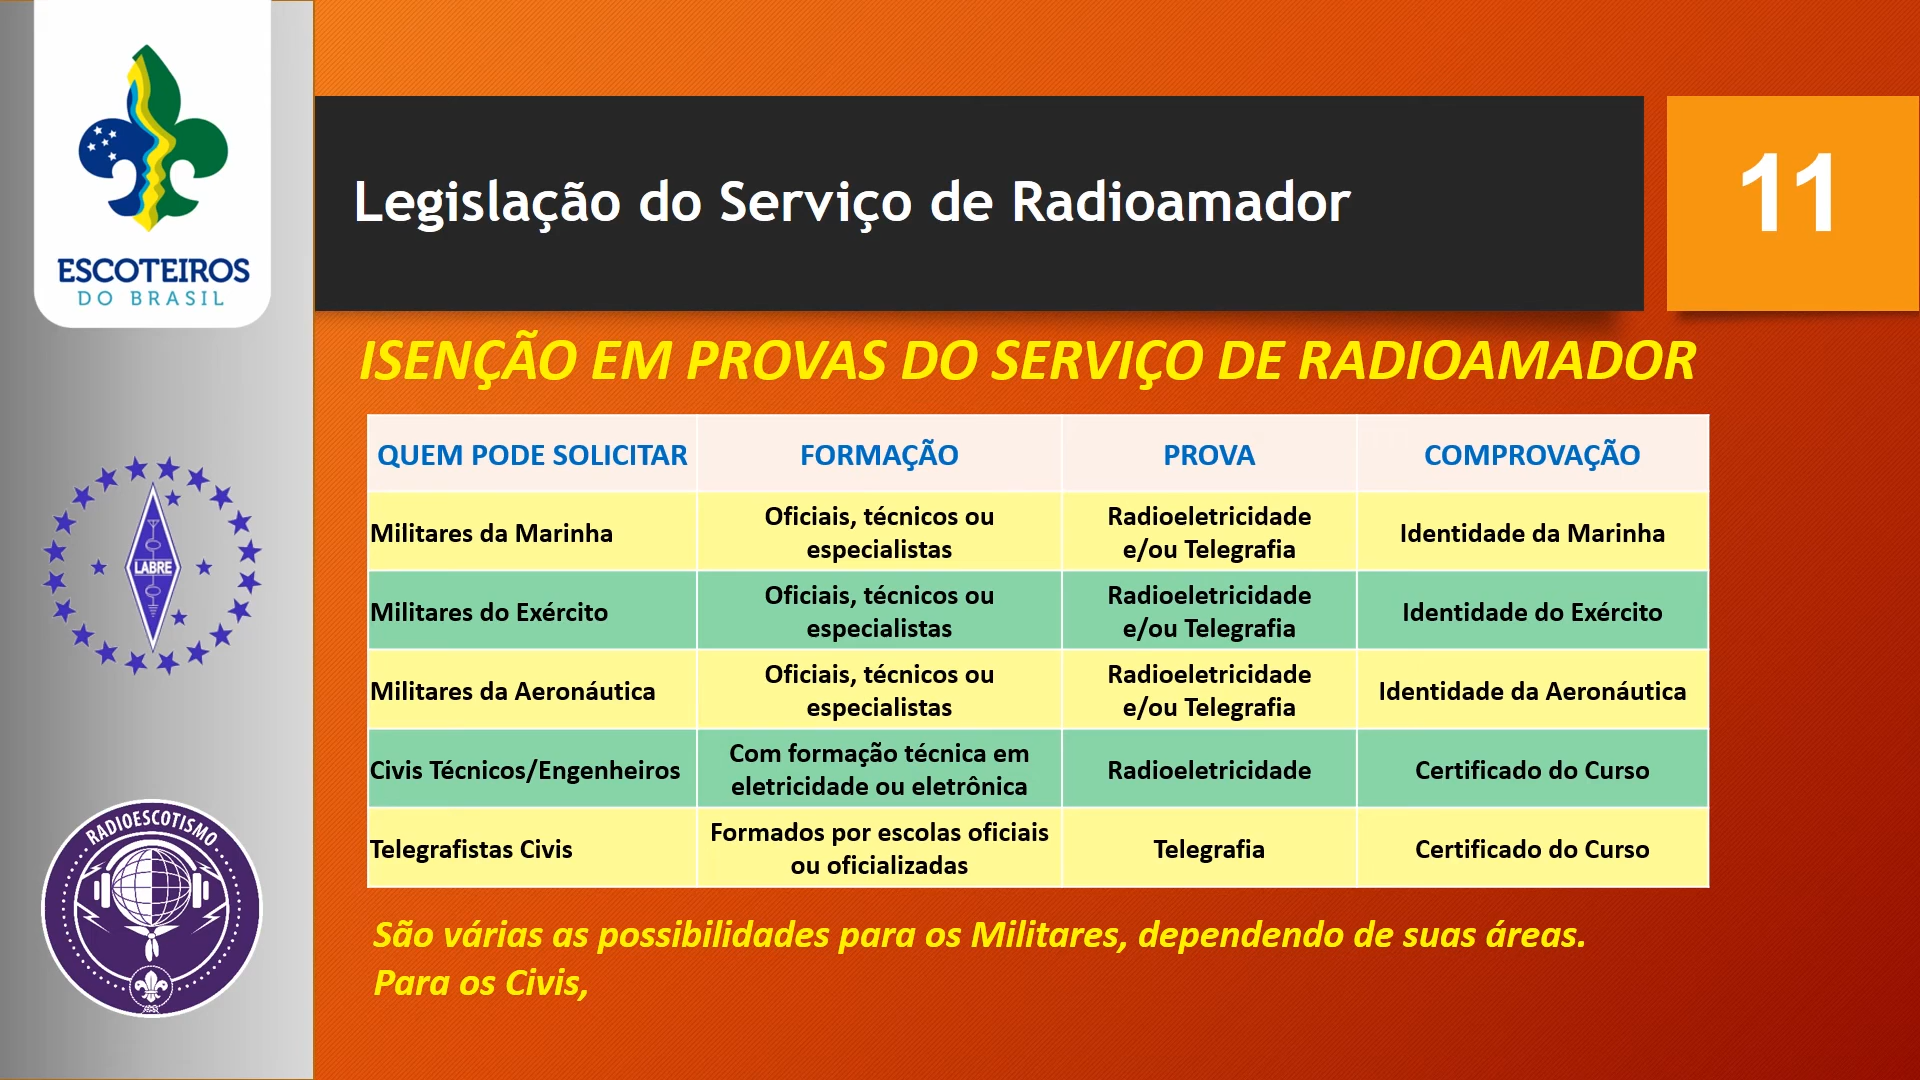 ESCOTEIROS
DO BRASIL
LABRE
RADIOESCOTISMO
Legislação do Serviço de Radioamador
11
ISENÇÃO EM PROVAS DO SERVIÇO DE RADIOAMADOR
QUEM PODE SOLICITAR FORMAÇÃO PROVA COMPROVAÇÃO
Militares da Marinha
Oficiais, técnicos ou
especialistas
Radioeletricidade
e/ou Telegrafia
Identidade da Marinha
Militares do Exército
Oficiais, técnicos ou
especialistas
Radioeletricidade
e/ou Telegrafia
Identidade do Exército
Militares da Aeronáutica
Oficiais, técnicos ou
especialistas
Radioeletricidade
e/ou Telegrafia
Identidade da Aeronáutica
Civis Técnicos/Engenheiros
Com formação técnica em
eletricidade ou eletrônica
Radioeletricidade
Certificado do Curso
Telegrafistas Civis
Formados por escolas oficiais
ou oficializadas
Telegrafia
Certificado do Curso
São várias as possibilidades para os Militares, dependendo de suas áreas.
Para os Civis,